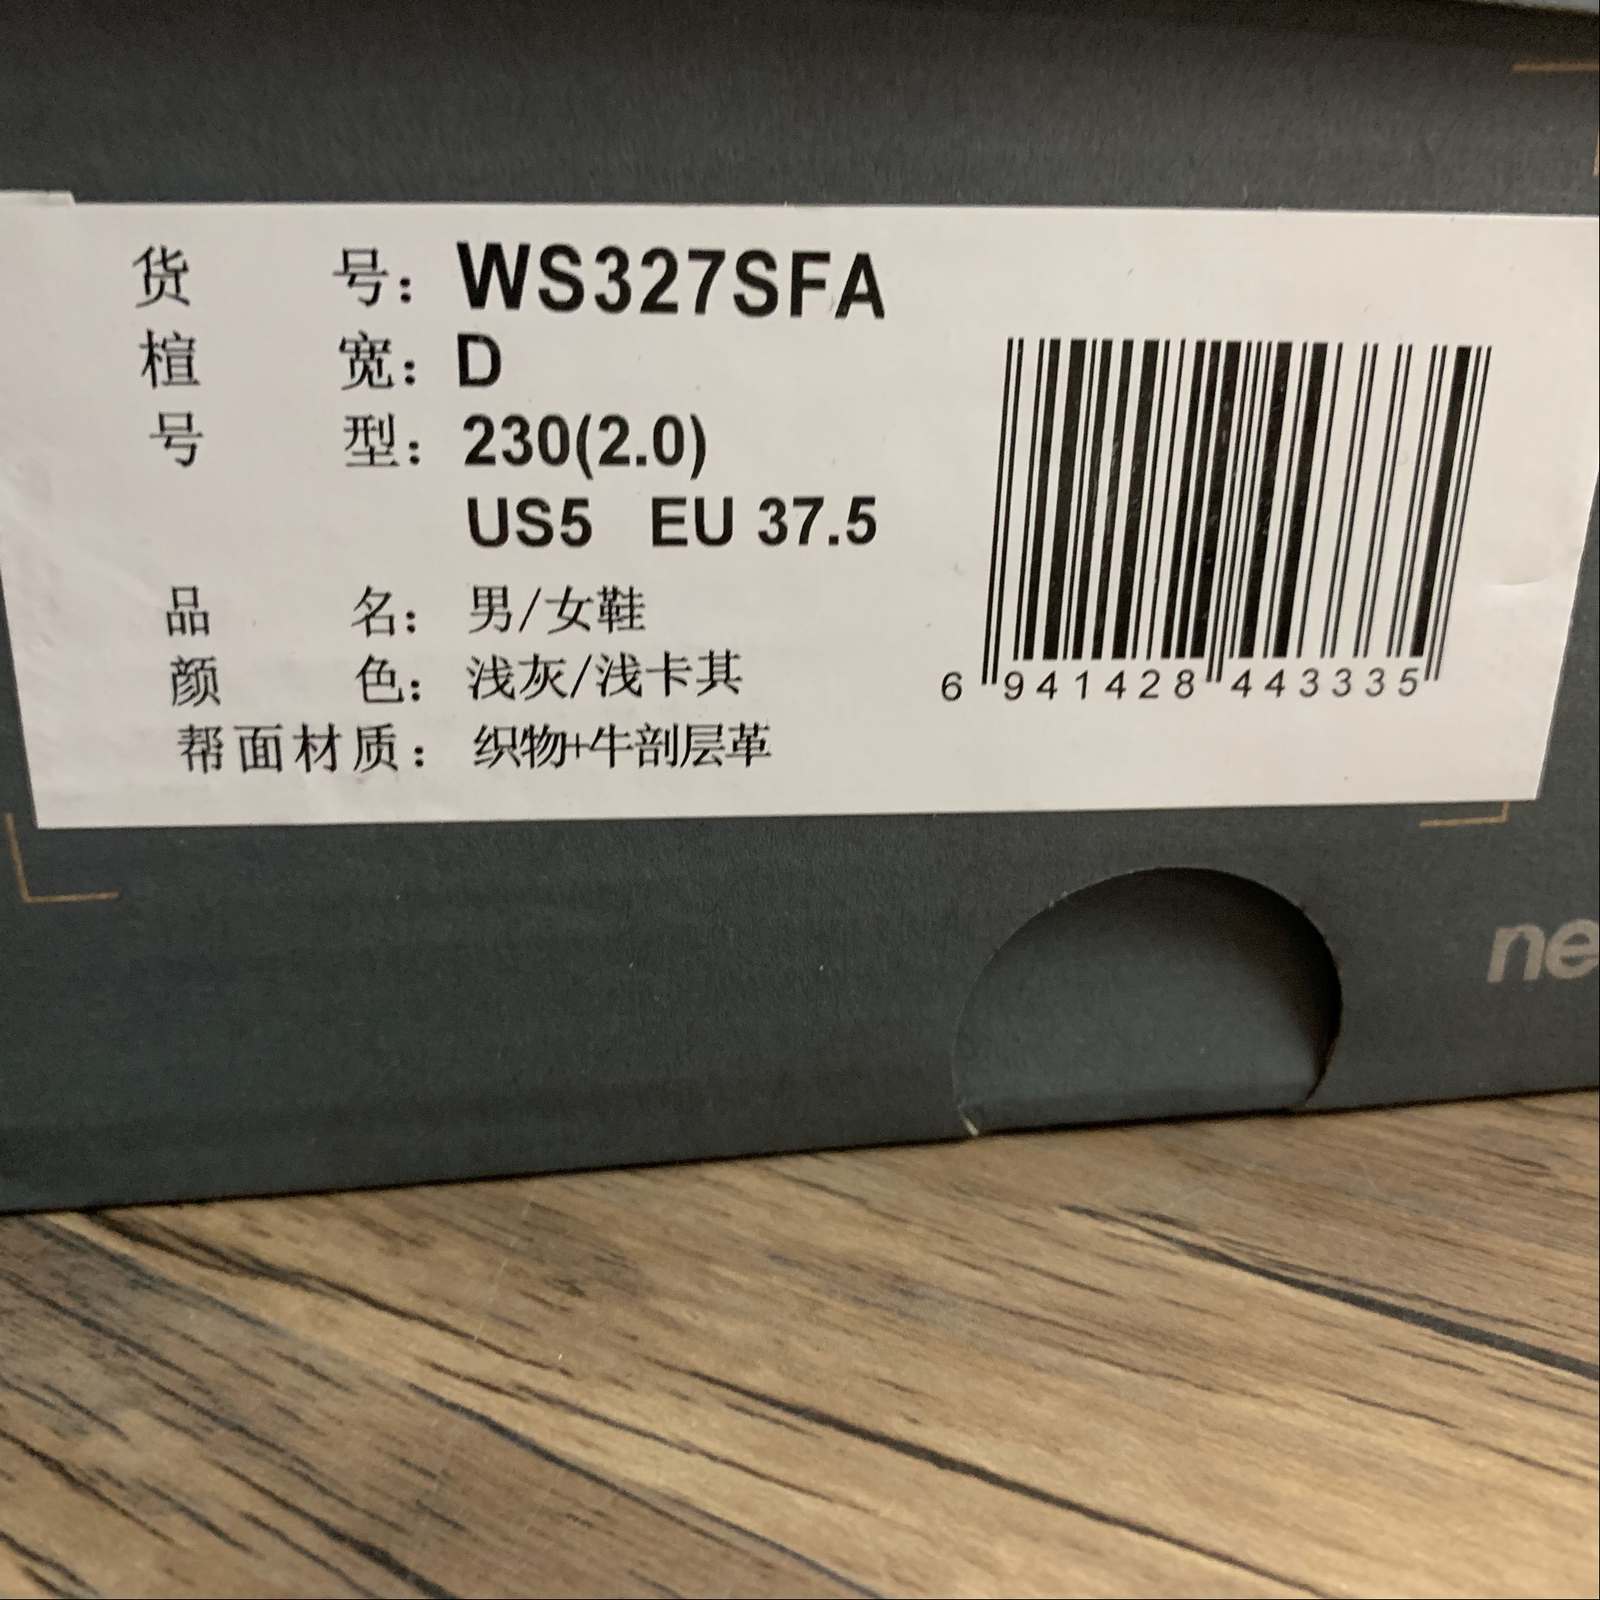 货 号: WS327SFA
楦 宽: D
号 型: 230(2.0)
US5 EU 37.5
品 名: 男/女鞋
颜 色: 浅灰/浅卡其
帮面材质: 织物+牛剖层革
6 941428 443335
ne